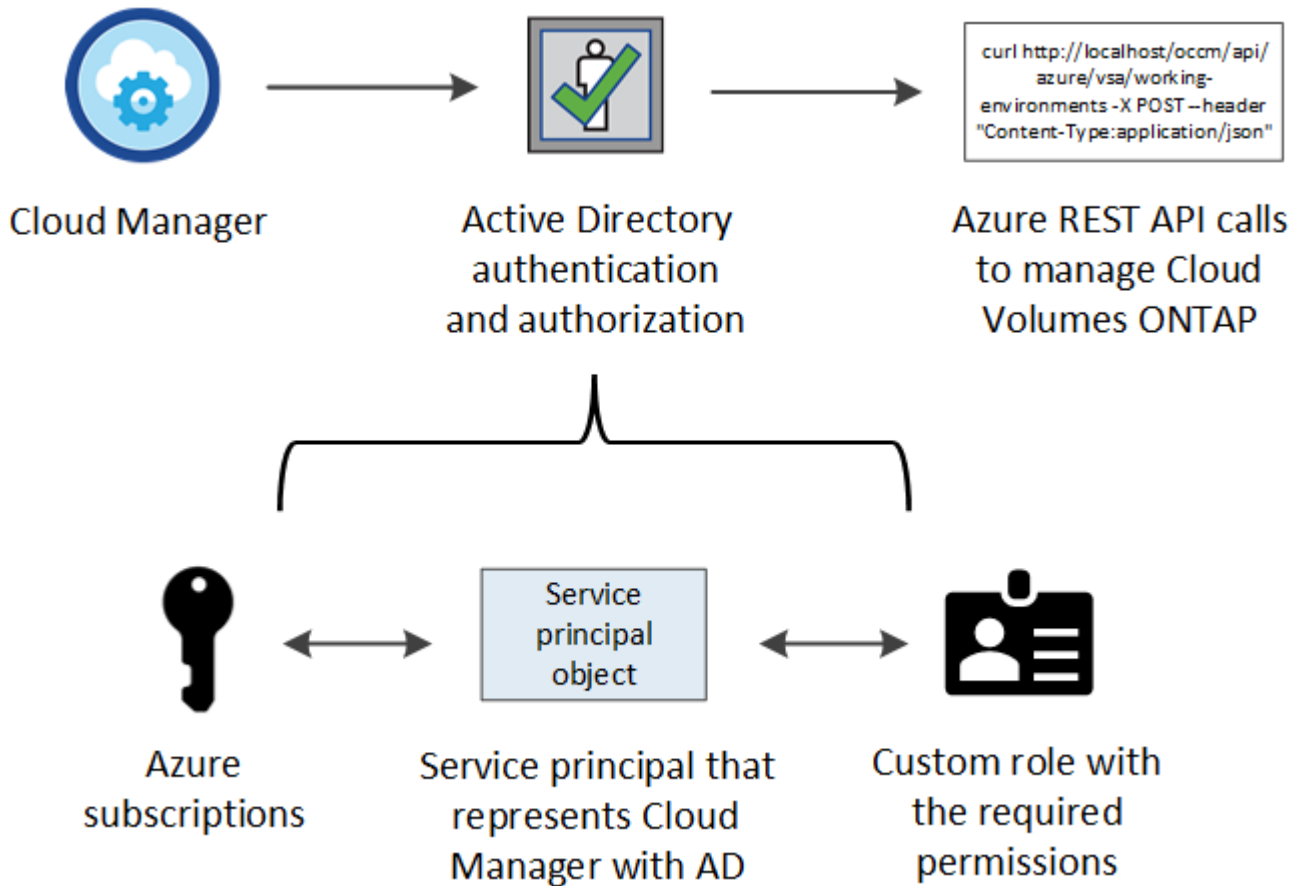 curl http://localhost/occm/api/
azure/vsa/working-
environments -X POST --header
"Content-Type:application/json"
Cloud Manager
Active Directory
authentication
and authorization
Azure REST API calls
to manage Cloud
Volumes ONTAP
Service
principal
object
Azure
subscriptions
Service principal that
represents Cloud
Manager with AD
Custom role with
the required
permissions